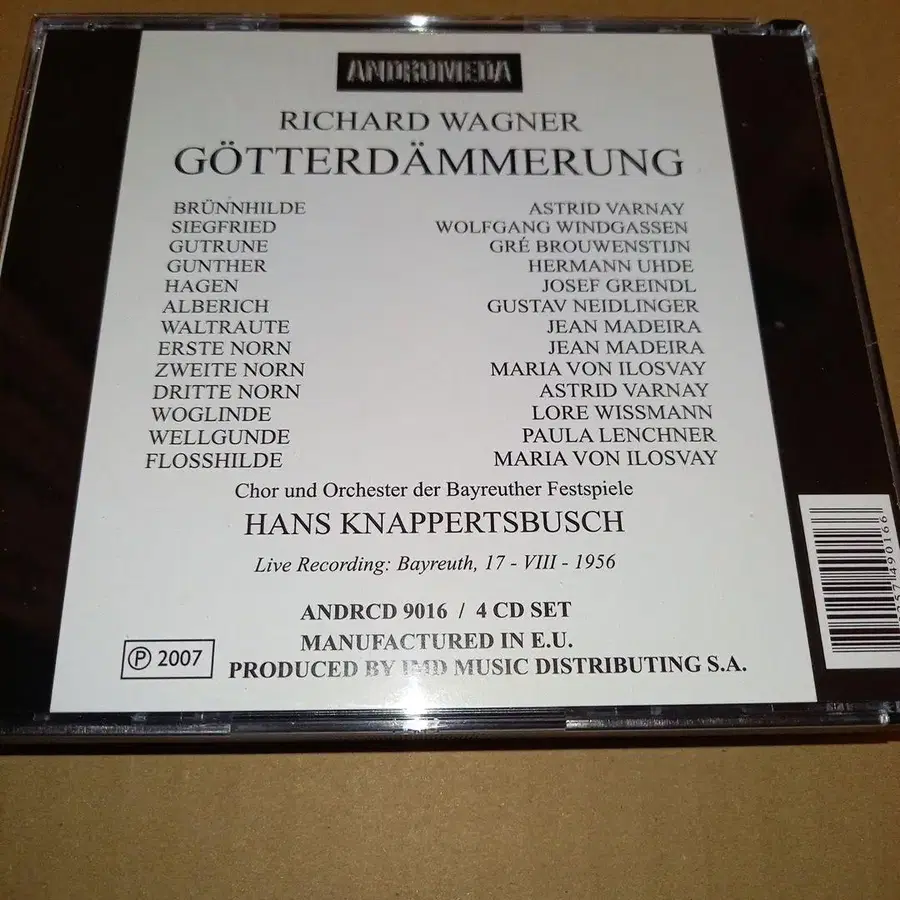 ANDROMEDA
RICHARD WAGNER
GÖTTERDÄMMERUNG
BRÜNNHILDE ASTRID VARNAY
SIEGFRIED WOLFGANG WINDGASSEN
GUTRUNE GRÉ BROUWENSTIJN
GUNTHER HERMANN UHDE
HAGEN JOSEF GREINDL
ALBERICH GUSTAV NEIDLINGER
WALTRAUTE JEAN MADEIRA
ERSTE NORN JEAN MADEIRA
ZWEITE NORN MARIA VON ILOSVAY
DRITTE NORN ASTRID VARNAY
WOGLINDE LORE WISSMANN
WELLGUNDE PAULA LENCHNER
FLOSSHILDE MARIA VON ILOSVAY
Chor und Orchester der Bayreuther Festspiele
HANS KNAPPERTSBUSCH
Live Recording: Bayreuth, 17 - VIII - 1956
ANDRCD 9016 / 4 CD SET
MANUFACTURED IN E.U.
℗ 2007
PRODUCED BY IMD MUSIC DISTRIBUTING S.A.